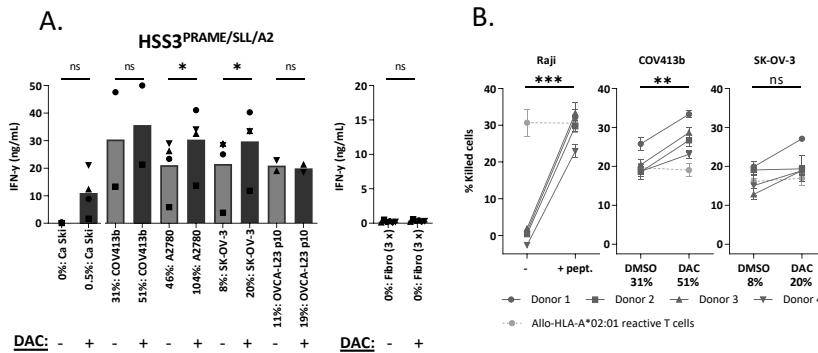 A.
HSS3PRAME/SLL/A2
ns
ns
*
*
ns
ns
IFN-γ (ng/mL)
50
40
30
20
10
0
0%: Ca Ski
0.5%: Ca Ski
31%: COV413b
51%: COV413b
46%: A2780
104%: A2780
8%: SK-OV-3
20%: SK-OV-3
11%: OVCA-L23 p10
19%: OVCA-L23 p10
DAC:
-
+
-
+
-
+
-
+
-
+
IFN-γ (ng/mL)
50
40
30
20
10
0
0%: Fibro (3 x)
0%: Fibro (3 x)
DAC:
-
+
B.
Raji
COV413b
SK-OV-3
***
**
ns
% Killed cells
40
30
20
10
0
-
+ pept.
40
30
20
10
0
DMSO
DAC
31%
51%
40
30
20
10
0
DMSO
DAC
8%
20%
Donor 1
Donor 2
Donor 3
Donor 4
Allo-HLA-A*02:01 reactive T cells